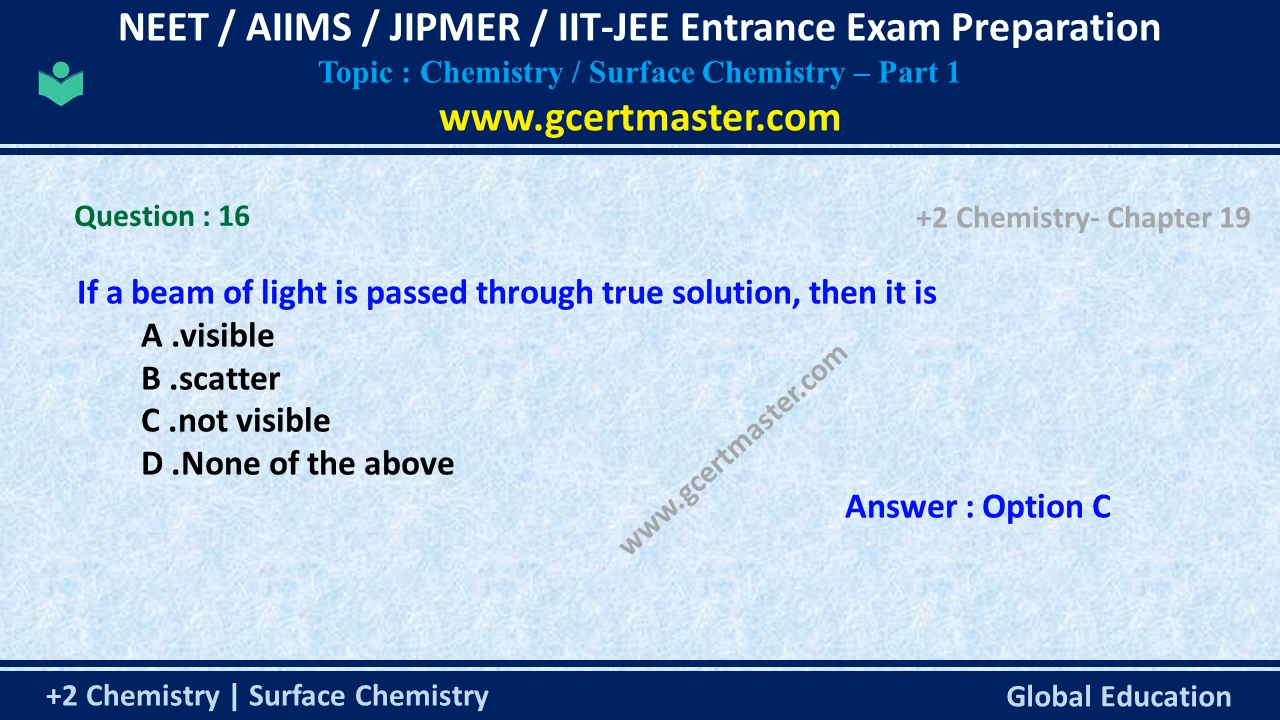 NEET / AIIMS / JIPMER / IIT-JEE Entrance Exam Preparation
Topic : Chemistry / Surface Chemistry – Part 1
www.gcertmaster.com
Question : 16
+2 Chemistry- Chapter 19
If a beam of light is passed through true solution, then it is
A .visible
B .scatter
C .not visible
D .None of the above
www.gcertmaster.com
Answer : Option C
+2 Chemistry | Surface Chemistry
Global Education